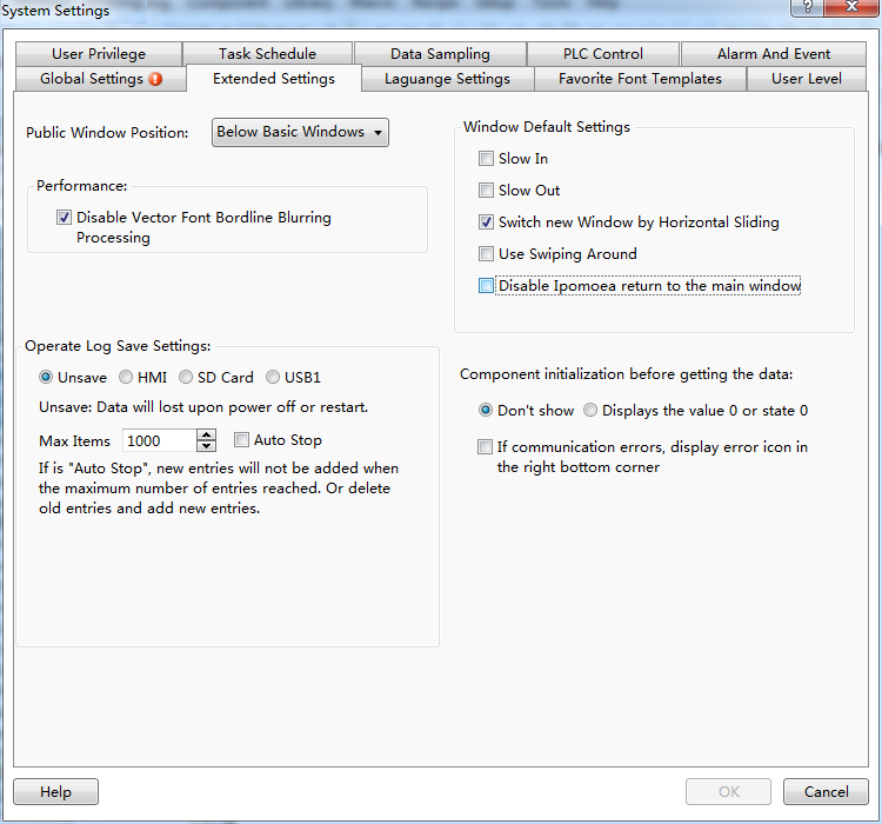 Component Library Macro Recipe Setup Tools Help
System Settings
User Privilege
Task Schedule
Data Sampling
PLC Control
Alarm And Event
Global Settings
Extended Settings
Laguange Settings
Favorite Font Templates
User Level
Public Window Position:
Below Basic Windows
Performance:
Disable Vector Font Bordline Blurring
Processing
Window Default Settings
Slow In
Slow Out
Switch new Window by Horizontal Sliding
Use Swiping Around
Disable Ipomoea return to the main window
Operate Log Save Settings:
Unsave HMI SD Card USB1
Unsave: Data will lost upon power off or restart.
Max Items 1000 Auto Stop
If is "Auto Stop", new entries will not be added when
the maximum number of entries reached. Or delete
old entries and add new entries.
Component initialization before getting the data:
Don't show Displays the value 0 or state 0
If communication errors, display error icon in
the right bottom corner
Help
OK
Cancel